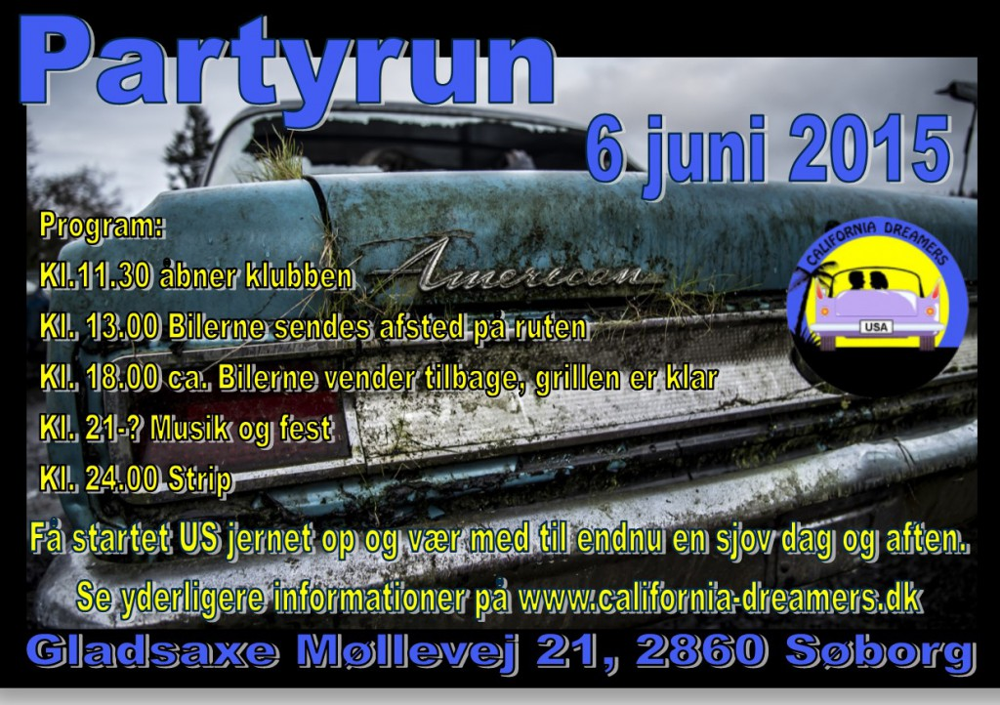 Partyrun
6 juni 2015
Program:
Kl.11.30 åbner klubben
American
CALIFORNIA DREAMERS
USA
Kl. 13.00 Bilerne sendes afsted på ruten
Kl. 18.00 ca. Bilerne vender tilbage, grillen er klar
Kl. 21-? Musik og fest
Kl. 24.00 Strip
Få startet US jernet op og vær med til endnu en sjov dag og aften.
Se yderligere informationer på www.california-dreamers.dk
Gladsaxe Møllevej 21, 2860 Søborg